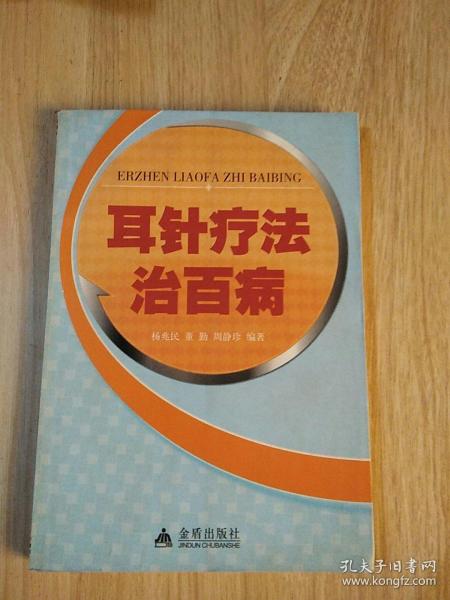 ERZHEN LIAOFA ZHI BAIBING
耳针疗法
治百病
杨兆民 董 勤 周静珍 编著
金盾出版社
JINDUN CHUBANSHE
孔夫子旧书网
www.kongfz.com